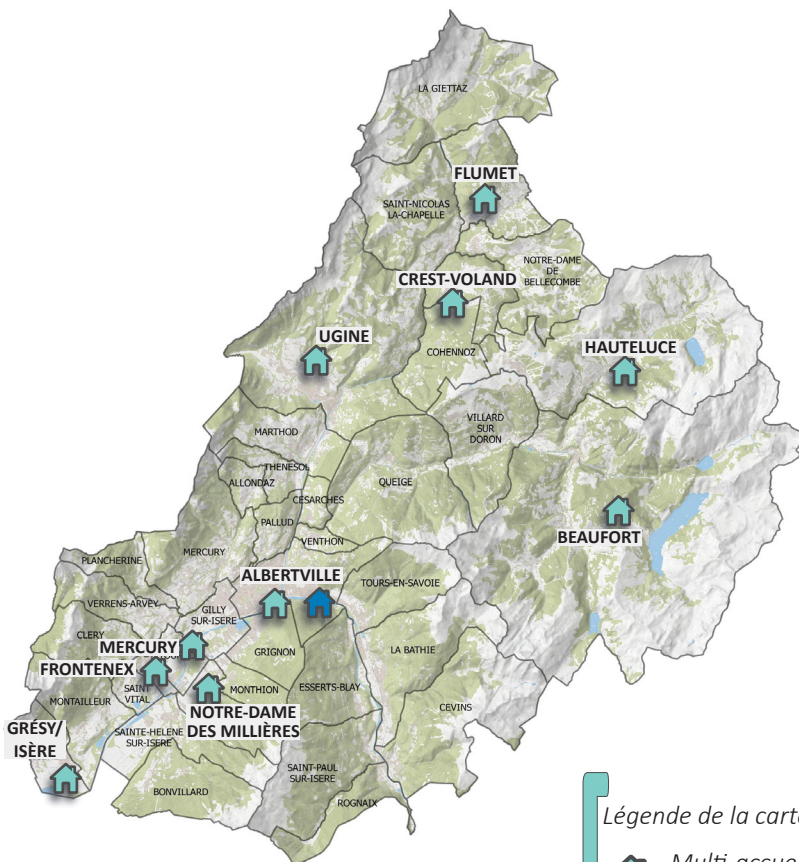 LA GIETTAZ
FLUMET
SAINT-NICOLAS
LA-CHAPELLE
NOTRE-DAME
DE
BELLECOMBE
CREST-VOLAND
UGINE
COHENNOZ
HAUTELUCE
VILLARD
SUR
DORON
MARTHOD
THENESOL
ALLONDAZ
QUEIGE
CESARCHES
PALLUD
VENTHON
MERCURY
BEAUFORT
PLANCHERINE
ALBERTVILLE
TOURS-EN-SAVOIE
VERRENS-ARVEY
GILLY
SUR-ISERE
CLERY
MERCURY
GRIGNON
LA BATHIE
FRONTENEX
SAINT
VITAL
MONTHION
ESSERTS-BLAY
MONTAILLEUR
NOTRE-DAME
DES MILLIÈRES
CEVINS
GRÉSY/
ISÈRE
SAINTE-HELENE
SUR-ISERE
SAINT-PAUL
SUR-ISERE
BONVILLARD
ROGNAIX
Légende de la carte